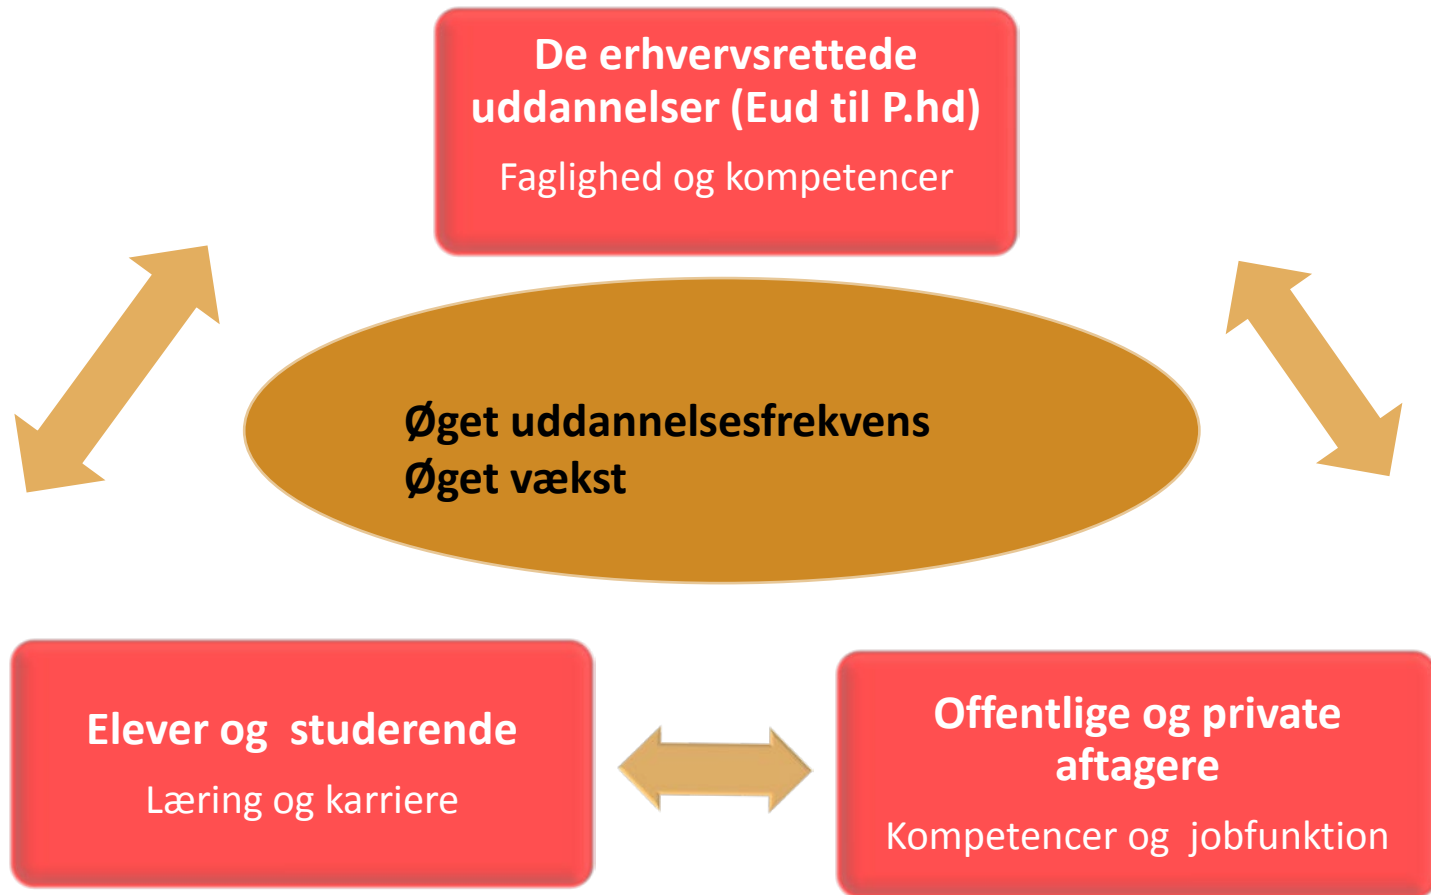 De erhvervsrettede
uddannelser (Eud til P.hd)
Faglighed og kompetencer
Øget uddannelsesfrekvens
Øget vækst
Elever og  studerende
Læring og karriere
Offentlige og private
aftagere
Kompetencer og  jobfunktion